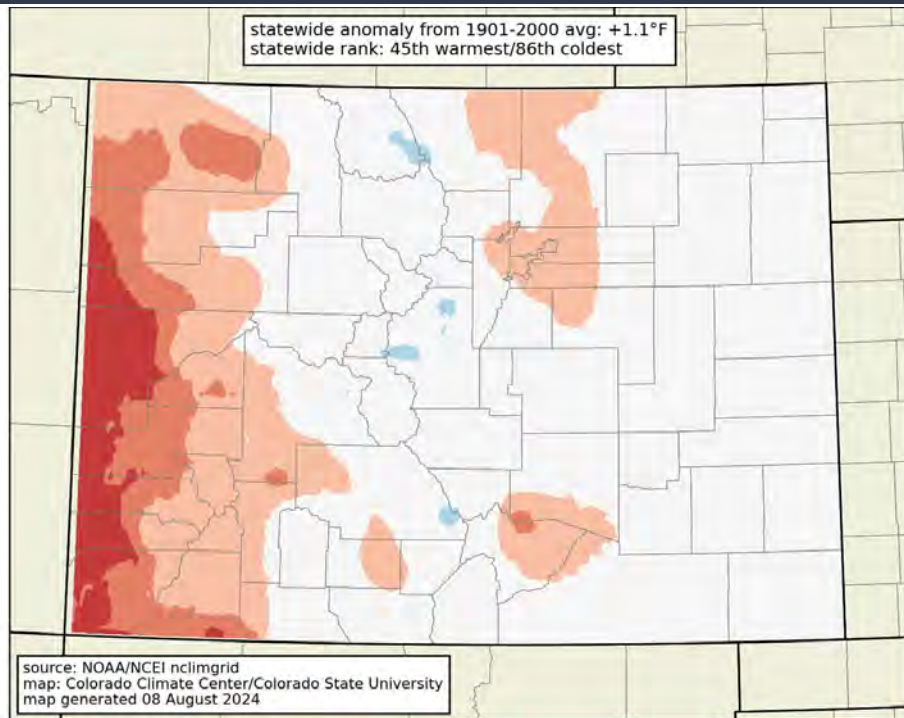 statewide anomaly from 1901-2000 avg: +1.1°F
statewide rank: 45th warmest/86th coldest
source: NOAA/NCEI nclimgrid
map: Colorado Climate Center/Colorado State University
map generated 08 August 2024